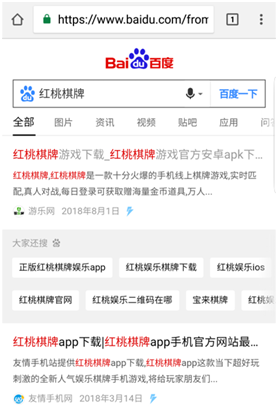 https://www.baidu.com/from
1
Bai du 百度
红桃棋牌
百度一下
全部 图片 资讯 视频 贴吧 应用 问
红桃棋牌游戏下载_红桃棋牌游戏官方安卓apk下...
红桃棋牌,红桃棋牌是一款十分火爆的手机线上棋牌游戏,实时匹
配,真人对战,每日登录可获取赠海量金币道具,万人...
游乐网 2018年8月1日
大家还搜
正版红桃棋牌娱乐app 红桃娱乐棋牌下载 红桃娱乐ios
红桃棋牌官网 红桃娱乐二维码在哪 宝来棋牌 红桃娱
红桃棋牌app下载|红桃棋牌app手机官方网站最...
友情手机站提供红桃棋牌app下载,红桃棋牌app这款当下超好玩
刺激的全新人气娱乐棋牌手机游戏,将给玩家朋友们...
友情手机网 2018年3月14日